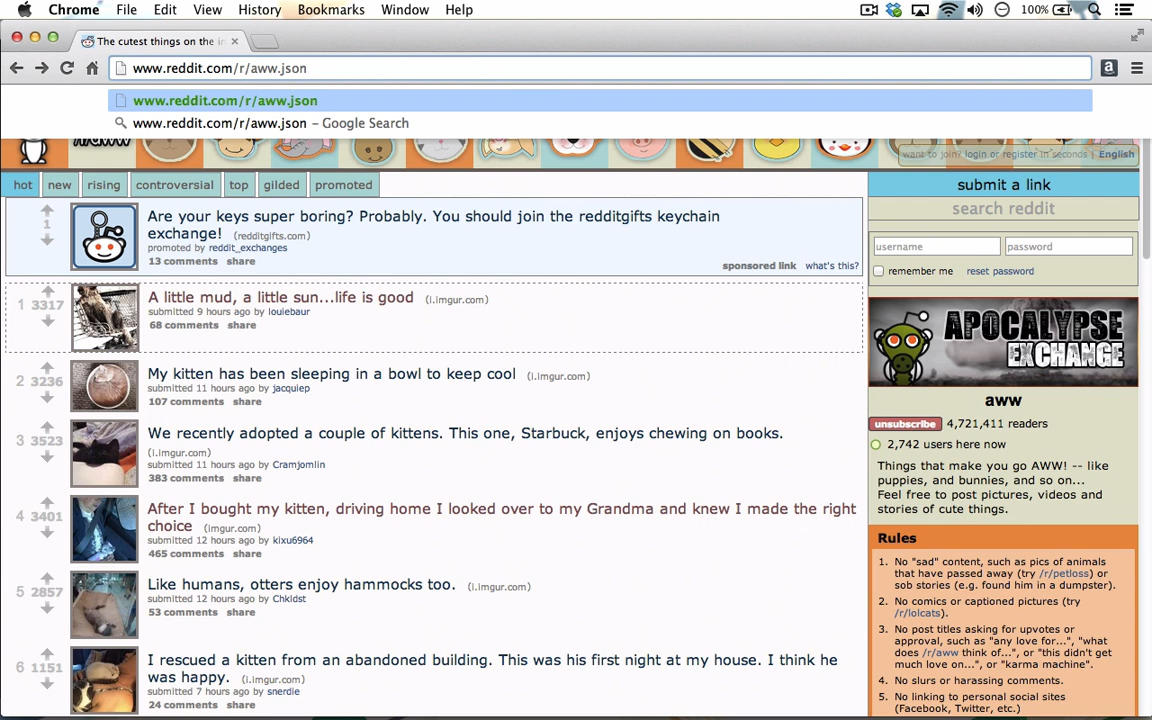 Chrome File Edit View History Bookmarks Window Help 100%
The cutest things on the in
www.reddit.com/r/aww.json
www.reddit.com/r/aww.json
www.reddit.com/r/aww.json – Google Search
want to join? login or register in seconds | English
hot new rising controversial top gilded promoted
submit a link
search reddit
username password
remember me reset password
1
Are your keys super boring? Probably. You should join the redditgifts keychain
exchange! (redditgifts.com)
promoted by reddit_exchanges
13 comments share
sponsored link what's this?
1 3317
A little mud, a little sun...life is good (i.imgur.com)
submitted 9 hours ago by louiebaur
68 comments share
2 3236
My kitten has been sleeping in a bowl to keep cool (i.imgur.com)
submitted 11 hours ago by jacquiep
107 comments share
3 3523
We recently adopted a couple of kittens. This one, Starbuck, enjoys chewing on books.
(i.imgur.com)
submitted 11 hours ago by Cramjomlin
383 comments share
4 3401
After I bought my kitten, driving home I looked over to my Grandma and knew I made the right
choice (imgur.com)
submitted 12 hours ago by kixu6964
465 comments share
5 2857
Like humans, otters enjoy hammocks too. (i.imgur.com)
submitted 12 hours ago by Chkldst
53 comments share
6 1151
I rescued a kitten from an abandoned building. This was his first night at my house. I think he
was happy. (i.imgur.com)
submitted 7 hours ago by snerdie
24 comments share
APOCALYPSE
EXCHANGE
aww
unsubscribe 4,721,411 readers
2,742 users here now
Things that make you go AWW! -- like
puppies, and bunnies, and so on...
Feel free to post pictures, videos and
stories of cute things.
Rules
1. No "sad" content, such as pics of animals
that have passed away (try /r/petloss) or
sob stories (e.g. found him in a dumpster).
2. No comics or captioned pictures (try
/r/lolcats).
3. No post titles asking for upvotes or
approval, such as "any love for...", "what
does /r/aww think of...", or "this didn't get
much love on...", or "karma machine".
4. No slurs or harassing comments.
5. No linking to personal social sites
(Facebook, Twitter, etc.)